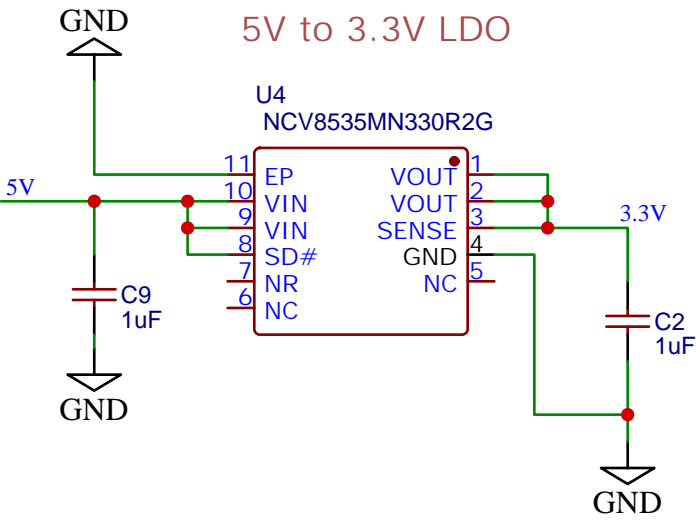 GND
5V to 3.3V LDO
U4
NCV8535MN330R2G
11 EP VOUT 1
5V 10 VIN VOUT 2
9 VIN SENSE 3 3.3V
8 SD# GND 4
7 NR NC 5
6 NC
C9
1uF
C2
1uF
GND
GND